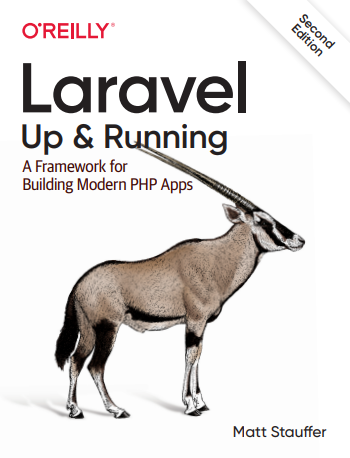 O'REILLY®
Second
Edition
Laravel
Up & Running
A Framework for
Building Modern PHP Apps
Matt Stauffer